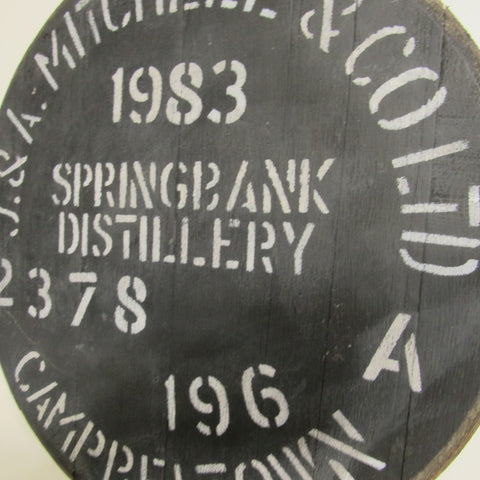 J. & A. MITCHELL & CO LTD
1983
SPRINGBANK
DISTILLERY
2378
A
196
CAMPBELTOWN